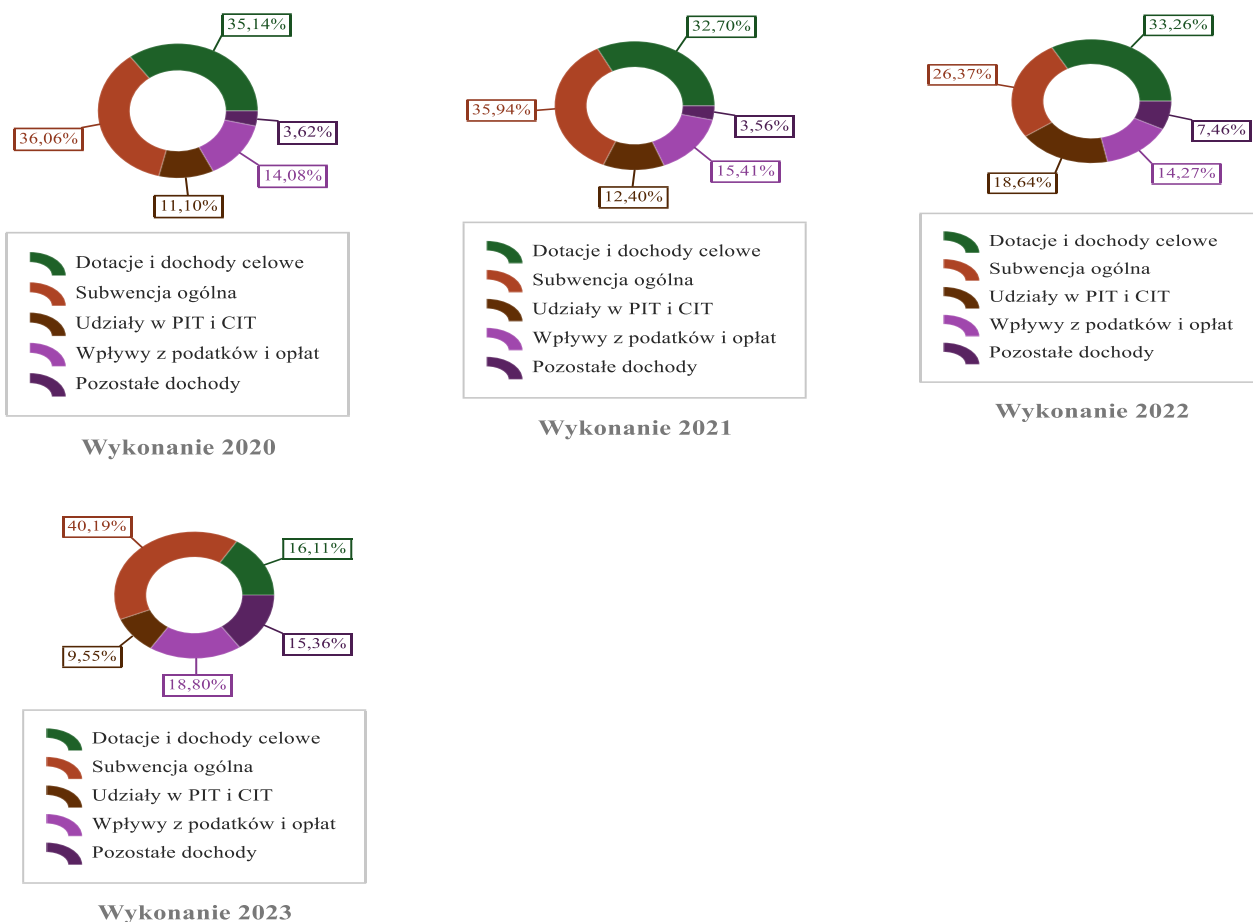 35,14%
36,06%
3,62%
14,08%
11,10%
Dotacje i dochody celowe
Subwencja ogólna
Udziały w PIT i CIT
Wpływy z podatków i opłat
Pozostałe dochody
Wykonanie 2020
32,70%
35,94%
3,56%
15,41%
12,40%
Dotacje i dochody celowe
Subwencja ogólna
Udziały w PIT i CIT
Wpływy z podatków i opłat
Pozostałe dochody
Wykonanie 2021
33,26%
26,37%
7,46%
14,27%
18,64%
Dotacje i dochody celowe
Subwencja ogólna
Udziały w PIT i CIT
Wpływy z podatków i opłat
Pozostałe dochody
Wykonanie 2022
40,19%
16,11%
15,36%
9,55%
18,80%
Dotacje i dochody celowe
Subwencja ogólna
Udziały w PIT i CIT
Wpływy z podatków i opłat
Pozostałe dochody
Wykonanie 2023